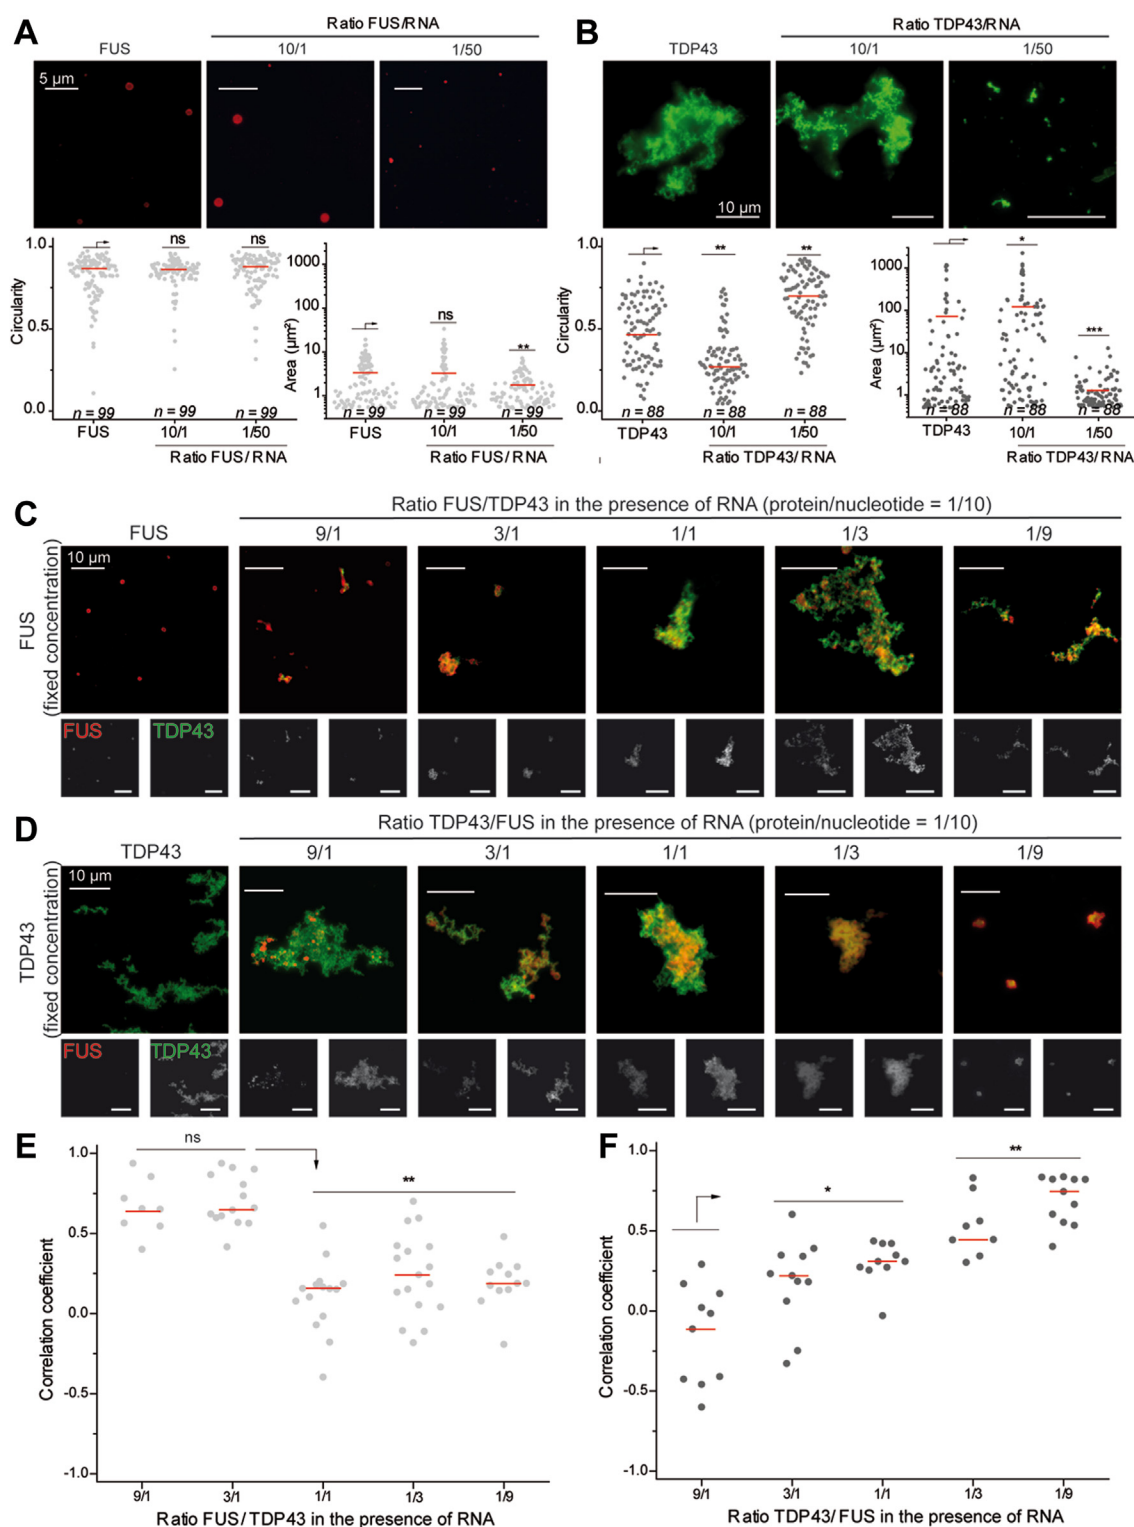 A
Ratio FUS/RNA
FUS
10/1
1/50
5 µm
Circularity
1.0
0.5
0.0
ns
ns
n = 99
n = 99
n = 99
FUS
10/1
1/50
Ratio FUS/RNA
Area (µm²)
1000
100
10
1
ns
**
n = 99
n = 99
n = 99
FUS
10/1
1/50
Ratio FUS/RNA
B
Ratio TDP43/RNA
TDP43
10/1
1/50
10 µm
Circularity
1.0
0.5
0.0
**
**
n = 88
n = 88
n = 88
TDP43
10/1
1/50
Ratio TDP43/RNA
Area (µm²)
1000
100
10
1
*
***
n = 88
n = 88
n = 88
TDP43
10/1
1/50
Ratio TDP43/RNA
C
Ratio FUS/TDP43 in the presence of RNA (protein/nucleotide = 1/10)
FUS
9/1
3/1
1/1
1/3
1/9
FUS
(fixed concentration)
10 µm
FUS
TDP43
D
Ratio TDP43/FUS in the presence of RNA (protein/nucleotide = 1/10)
TDP43
9/1
3/1
1/1
1/3
1/9
TDP43
(fixed concentration)
10 µm
FUS
TDP43
E
Correlation coefficient
1.0
0.5
0.0
-0.5
-1.0
ns
**
9/1
3/1
1/1
1/3
1/9
Ratio FUS/TDP43 in the presence of RNA
F
Correlation coefficient
1.0
0.5
0.0
-0.5
-1.0
*
**
9/1
3/1
1/1
1/3
1/9
Ratio TDP43/FUS in the presence of RNA